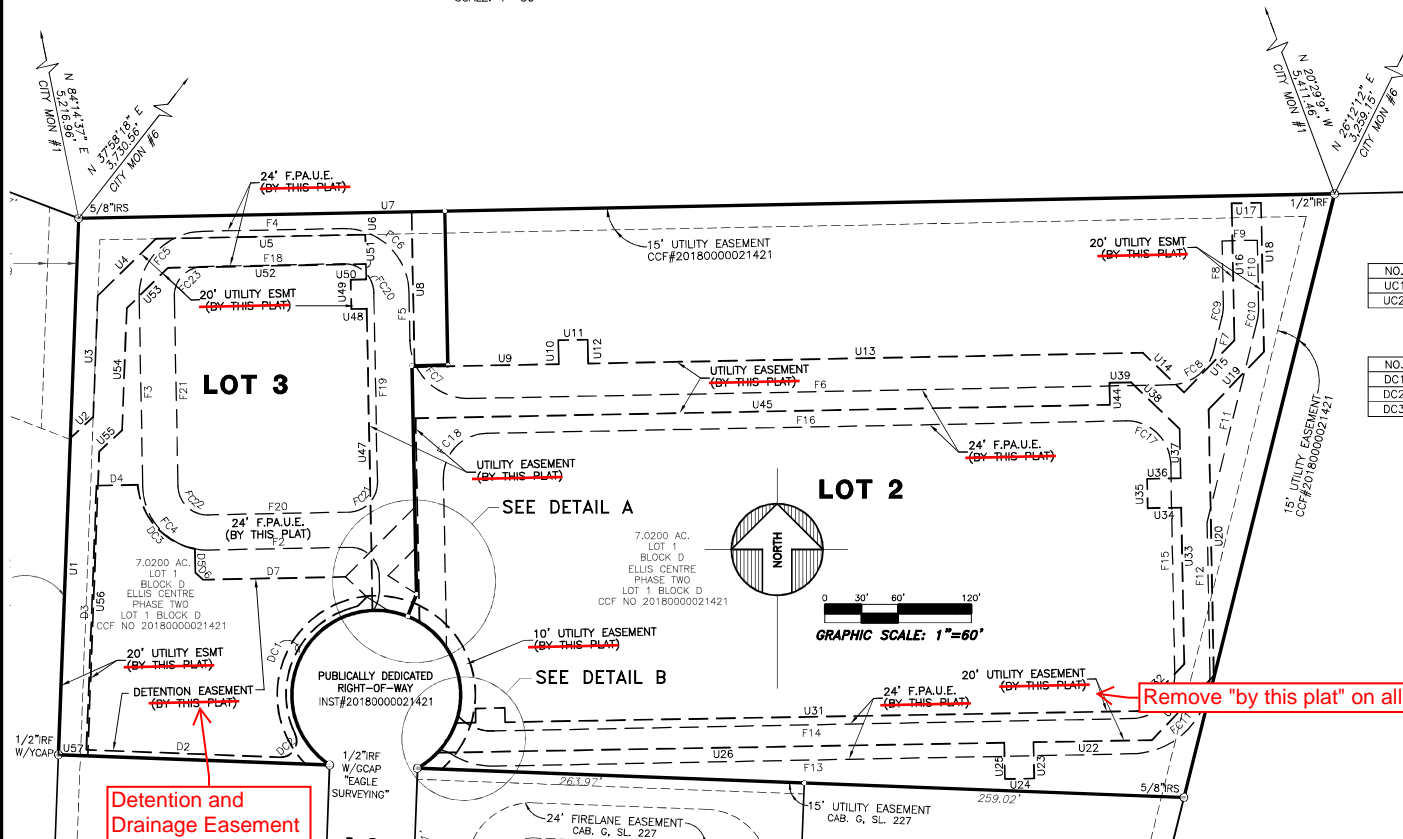 N 84°14'37" E
5,216.96'
CITY MON #1
N 37°58'18" E
3,730.56'
CITY MON #6
N 20°29'9" W
5,411.46'
CITY MON #1
N 26°12'12" E
3,259.15'
CITY MON #6
5/8"IRS
24' F.PA.U.E.
(BY THIS PLAT)
U7
1/2"IRF
F4
U5
U6
FC6
U51
F18
U52
U50
FC5
U4
U53
FC23
20' UTILITY ESMT
(BY THIS PLAT)
U49
U48
FC20
F5
U8
15' UTILITY EASEMENT
CCF#20180000021421
20' UTILITY ESMT
(BY THIS PLAT)
U17
F9
U18
F8
U16
F10
FC9
FC10
F7
NO.
UC1
UC2
NO.
DC1
DC2
DC3
U3
U54
F3
F21
LOT 3
F19
FC7
U9
U10
U11
U12
U13
U14
FC8
U15
U19
UTILITY EASEMENT
(BY THIS PLAT)
F6
U39
U44
U38
U45
F16
F11
U2
U55
U47
24' F.PA.U.E.
(BY THIS PLAT)
FC17
U37
15' UTILITY EASEMENT
CCF#20180000021421
UTILITY EASEMENT
(BY THIS PLAT)
D4
SEE DETAIL A
LOT 2
U36
U35
U34
FC22
F20
FC21
24' F.PA.U.E.
(BY THIS PLAT)
FC4
DC3
F2
D5
D6
D7
7.0200 AC.
LOT 1
BLOCK D
ELLIS CENTRE
PHASE TWO
LOT 1 BLOCK D
CCF NO 20180000021421
7.0200 AC.
LOT 1
BLOCK D
ELLIS CENTRE
PHASE TWO
LOT 1 BLOCK D
CCF NO 20180000021421
NORTH
0 30' 60' 120'
GRAPHIC SCALE: 1"=60'
F15
U33
F12
U20
U1
U56
D3
DC1
10' UTILITY EASEMENT
(BY THIS PLAT)
20' UTILITY ESMT
(BY THIS PLAT)
PUBLICALLY DEDICATED
RIGHT-OF-WAY
INST#20180000021421
SEE DETAIL B
20' UTILITY EASEMENT
(BY THIS PLAT)
U32
Remove "by this plat" on all
DETENTION EASEMENT
(BY THIS PLAT)
24' F.PA.U.E.
(BY THIS PLAT)
U31
F14
FC11
1/2"IRF
W/YCAP
U57
D2
DC2
1/2"IRF
W/GCAP
"EAGLE
SURVEYING"
U26
F13
U25
U24
U23
U22
263.97'
259.02'
5/8"IRS
Detention and
Drainage Easement
24' FIRELANE EASEMENT
CAB. G, SL. 227
15' UTILITY EASEMENT
CAB. G, SL. 227